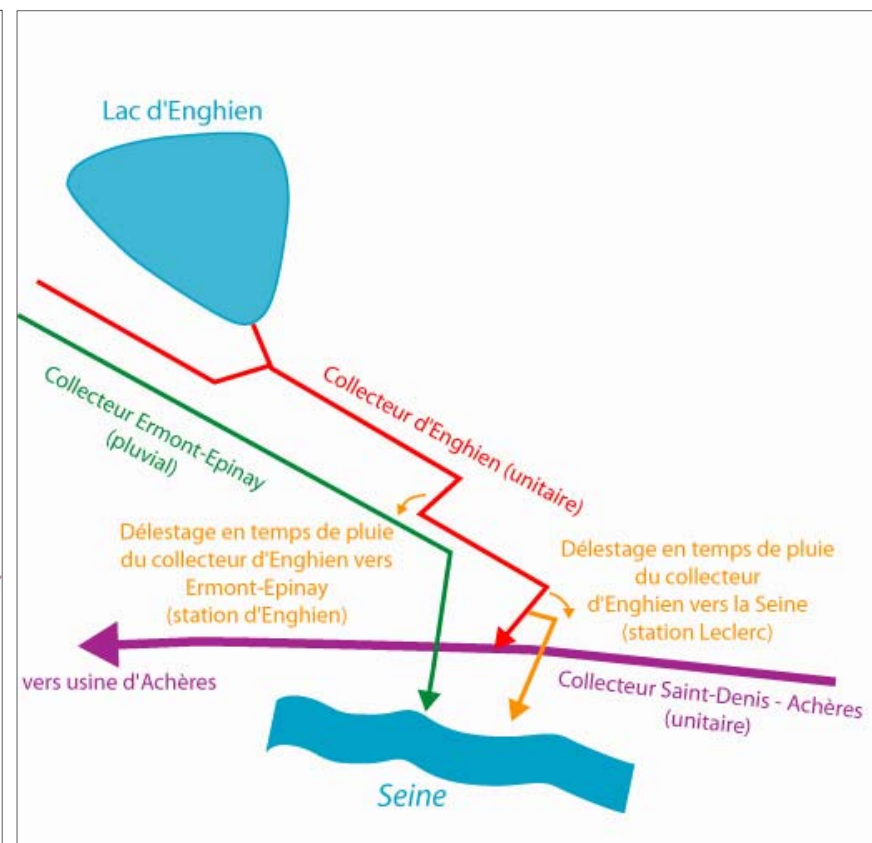 Lac d'Enghien
Collecteur d'Enghien (unitaire)
Collecteur Ermont-Epinay
(pluvial)
Délestage en temps de pluie
du collecteur d'Enghien vers
Ermont-Epinay
(station d'Enghien)
Délestage en temps de pluie
du collecteur
d'Enghien vers la Seine
(station Leclerc)
vers usine d'Achères
Collecteur Saint-Denis - Achères
(unitaire)
Seine